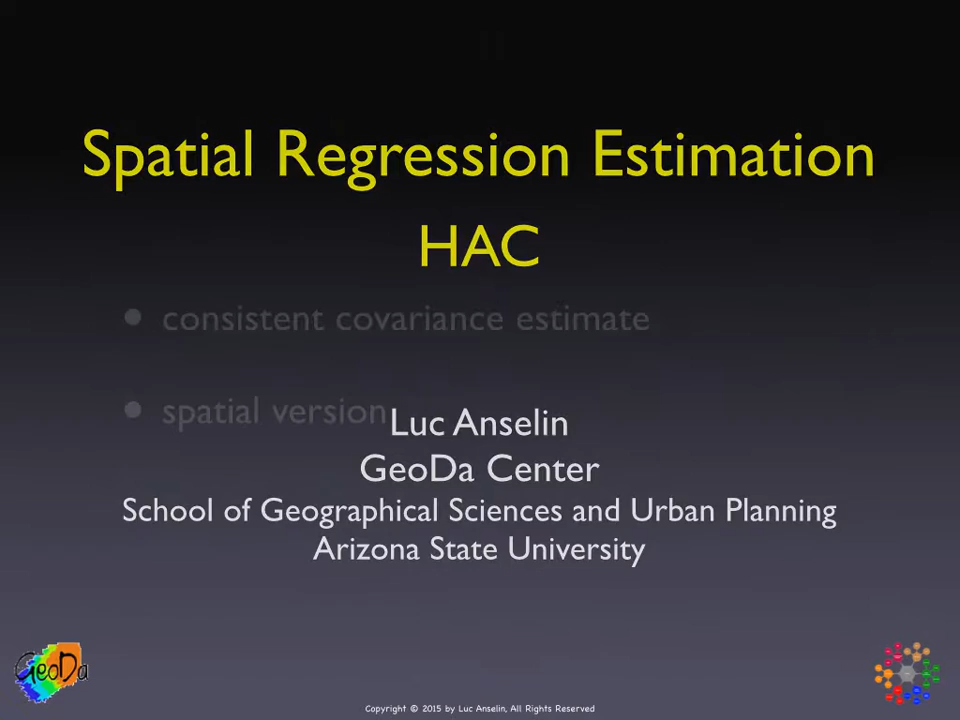 Spatial Regression Estimation
HAC
• consistent covariance estimate
• spatial version
Luc Anselin
GeoDa Center
School of Geographical Sciences and Urban Planning
Arizona State University
GeoDa
Copyright © 2015 by Luc Anselin, All Rights Reserved